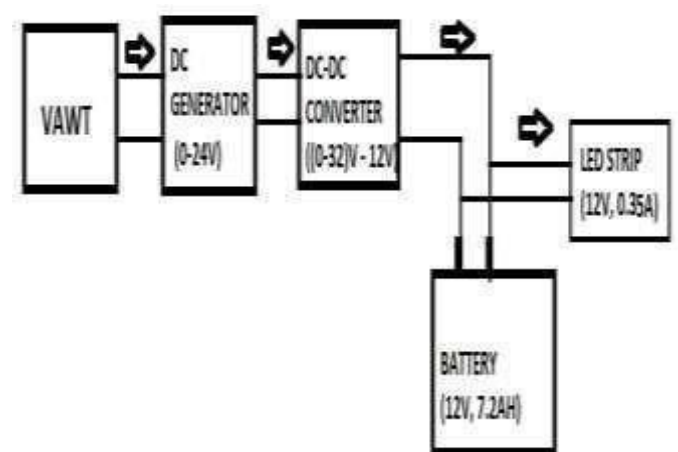 VAWT
DC
GENERATOR
(0-24V)
DC-DC
CONVERTER
((0-32)V - 12V)
LED STRIP
(12V, 0.35A)
BATTERY
(12V, 7.2AH)